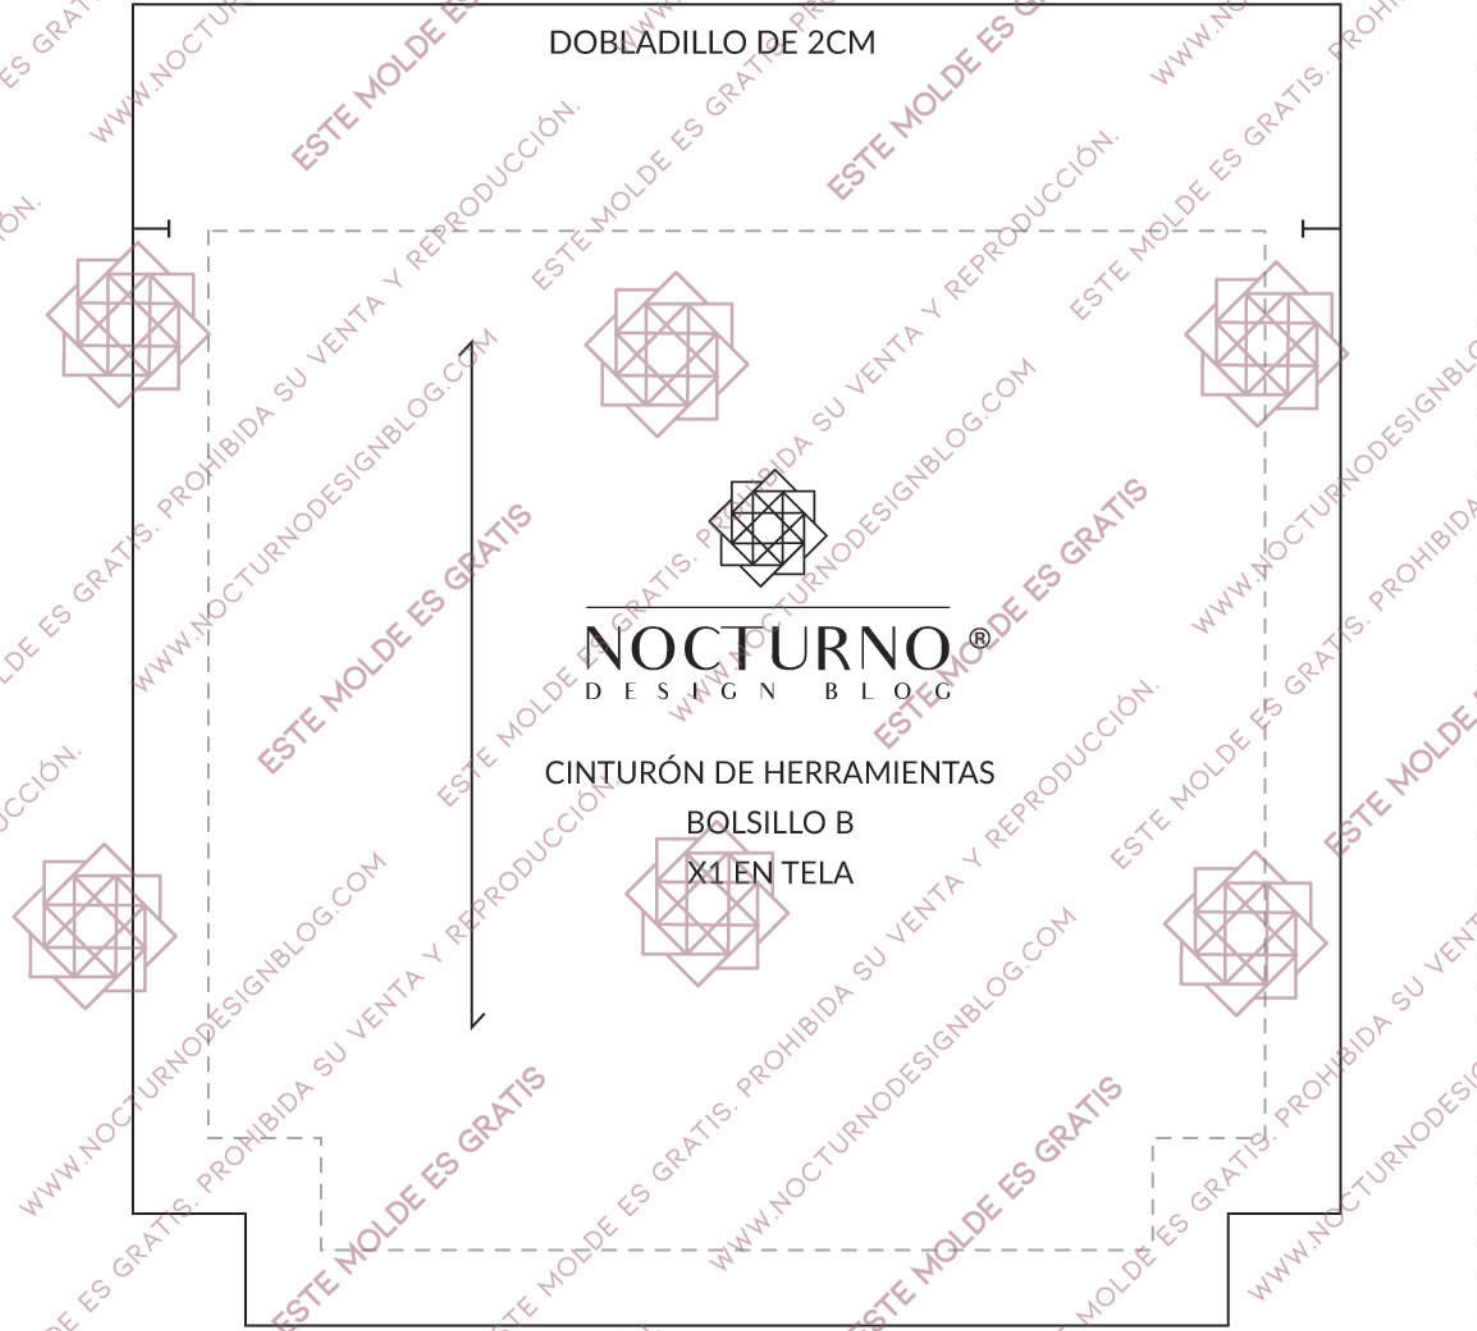 DOBLADILLO DE 2CM
NOCTURNO ®
DESIGN BLOG
CINTURÓN DE HERRAMIENTAS
BOLSILLO B
X1 EN TELA
ESTE MOLDE ES GRATIS
ESTE MOLDE ES GRATIS. PROHIBIDA SU VENTA Y REPRODUCCIÓN.
WWW.NOCTURNODESIGNBLOG.COM